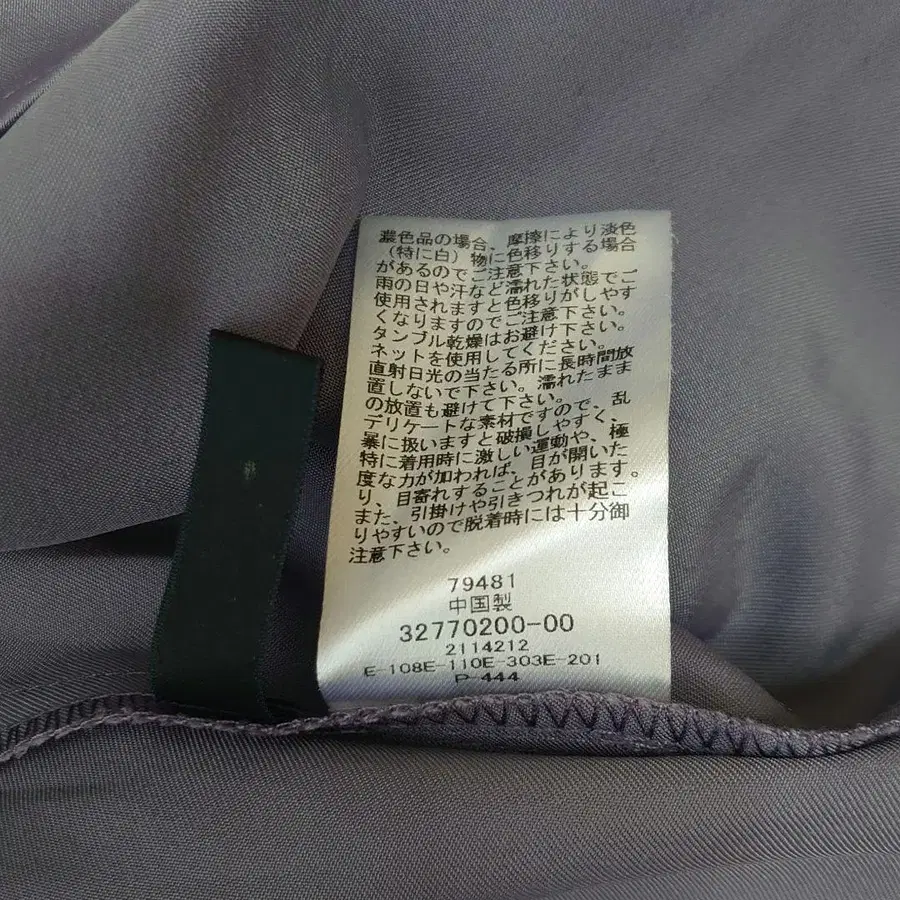 濃色品の場合、摩擦により淡色
（特に白）物に色移りする場合
があるのでご注意下さい。
雨の日や汗など濡れた状態でご
使用されますと色移りがしやす
くなりますのでご注意下さい。
タンブル乾燥はお避け下さい。
ネットを使用してください。
直射日光の当たる所に長時間放
置しないで下さい。濡れたまま
の放置も避けて下さい。
デリケートな素材ですので、乱
暴に扱いますと破損しやすく、
特に着用時に激しい運動や、極
度な力が加われば、目が開いた
り、目寄れすることがあります。
また、引掛けや引きつれが起こ
りやすいので脱着時には十分御
注意下さい。
79481
中国製
32770200-00
2114212
E-108E-110E-303E-201
P-444